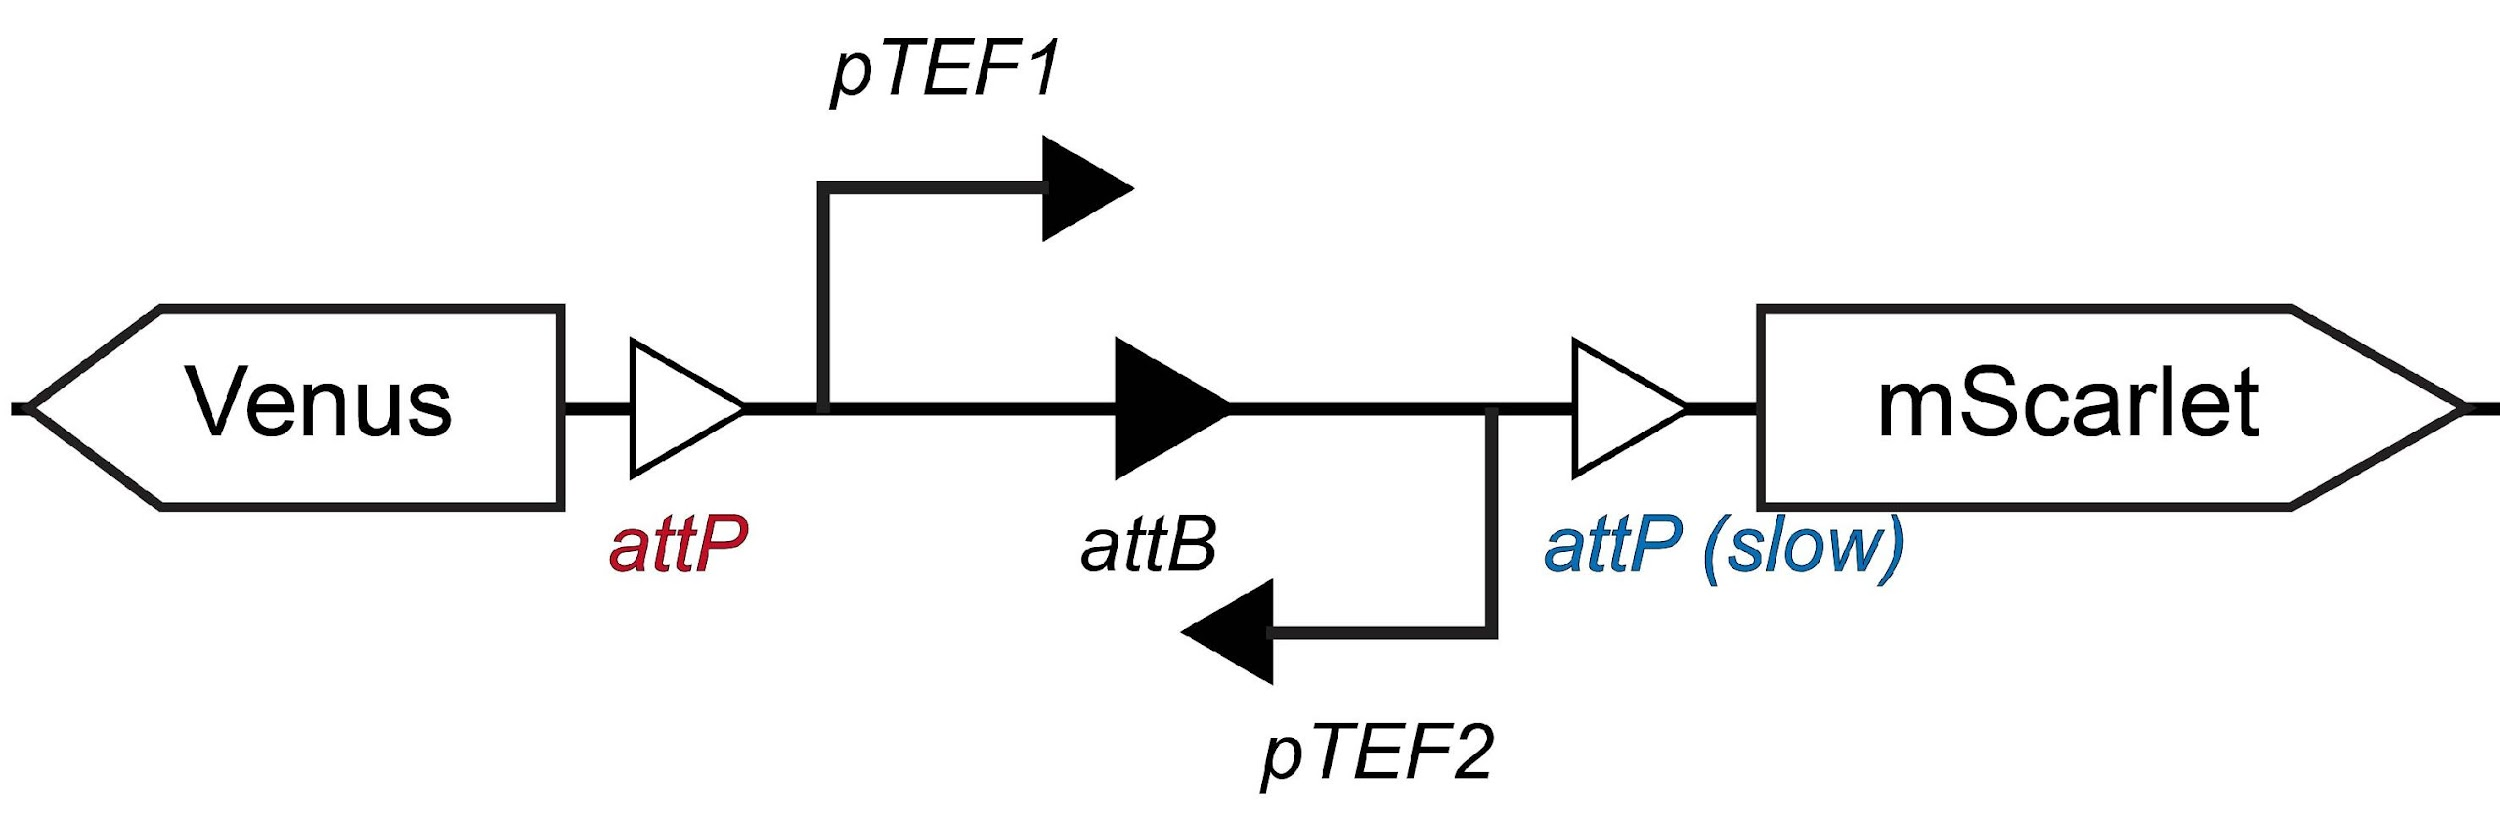 pTEF1
Venus
mScarlet
attP
attB
attP (slow)
pTEF2